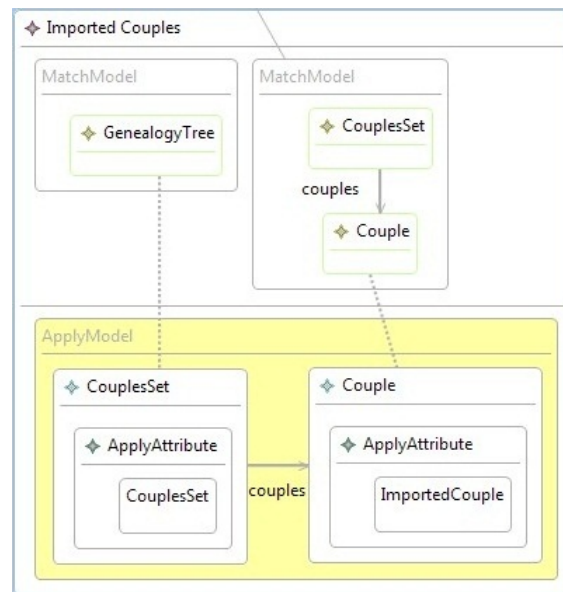 Imported Couples
MatchModel
GenealogyTree
MatchModel
CouplesSet
couples
Couple
ApplyModel
CouplesSet
ApplyAttribute
CouplesSet
couples
Couple
ApplyAttribute
ImportedCouple